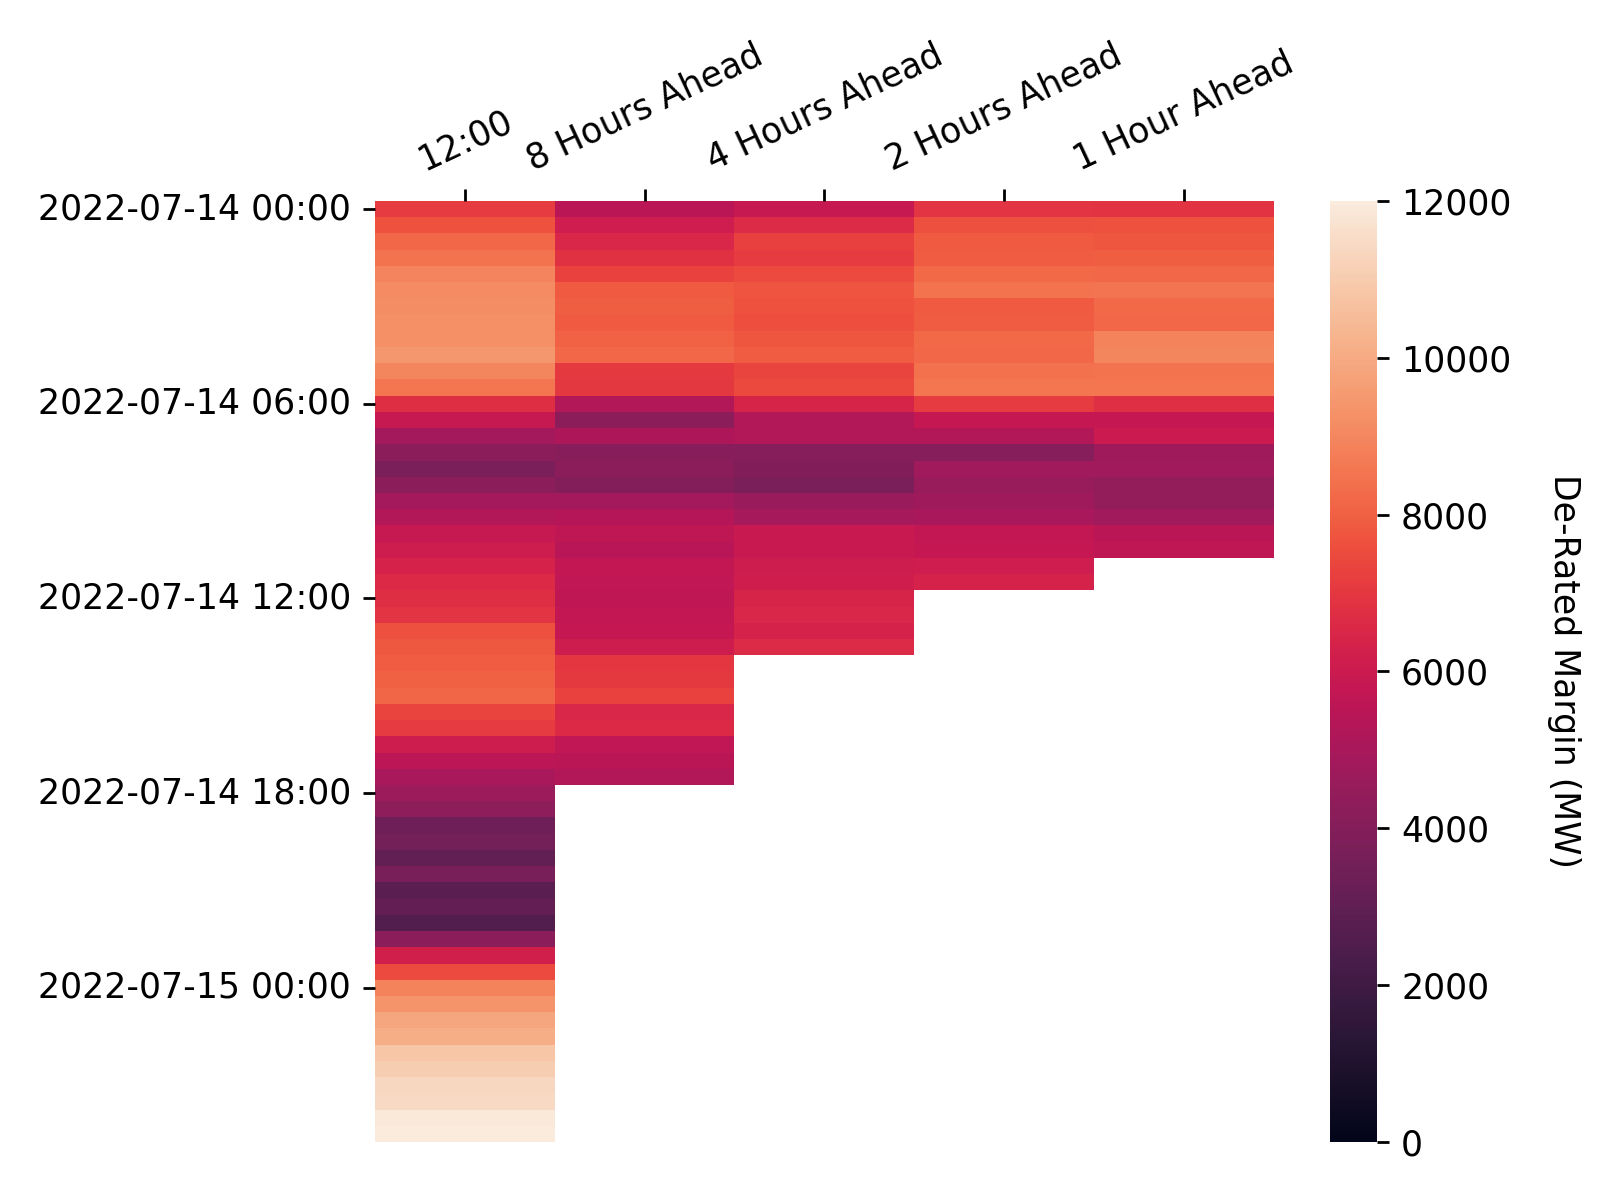 12:00
8 Hours Ahead
4 Hours Ahead
2 Hours Ahead
1 Hour Ahead
2022-07-14 00:00
2022-07-14 06:00
2022-07-14 12:00
2022-07-14 18:00
2022-07-15 00:00
12000
10000
8000
6000
4000
2000
0
De-Rated Margin (MW)